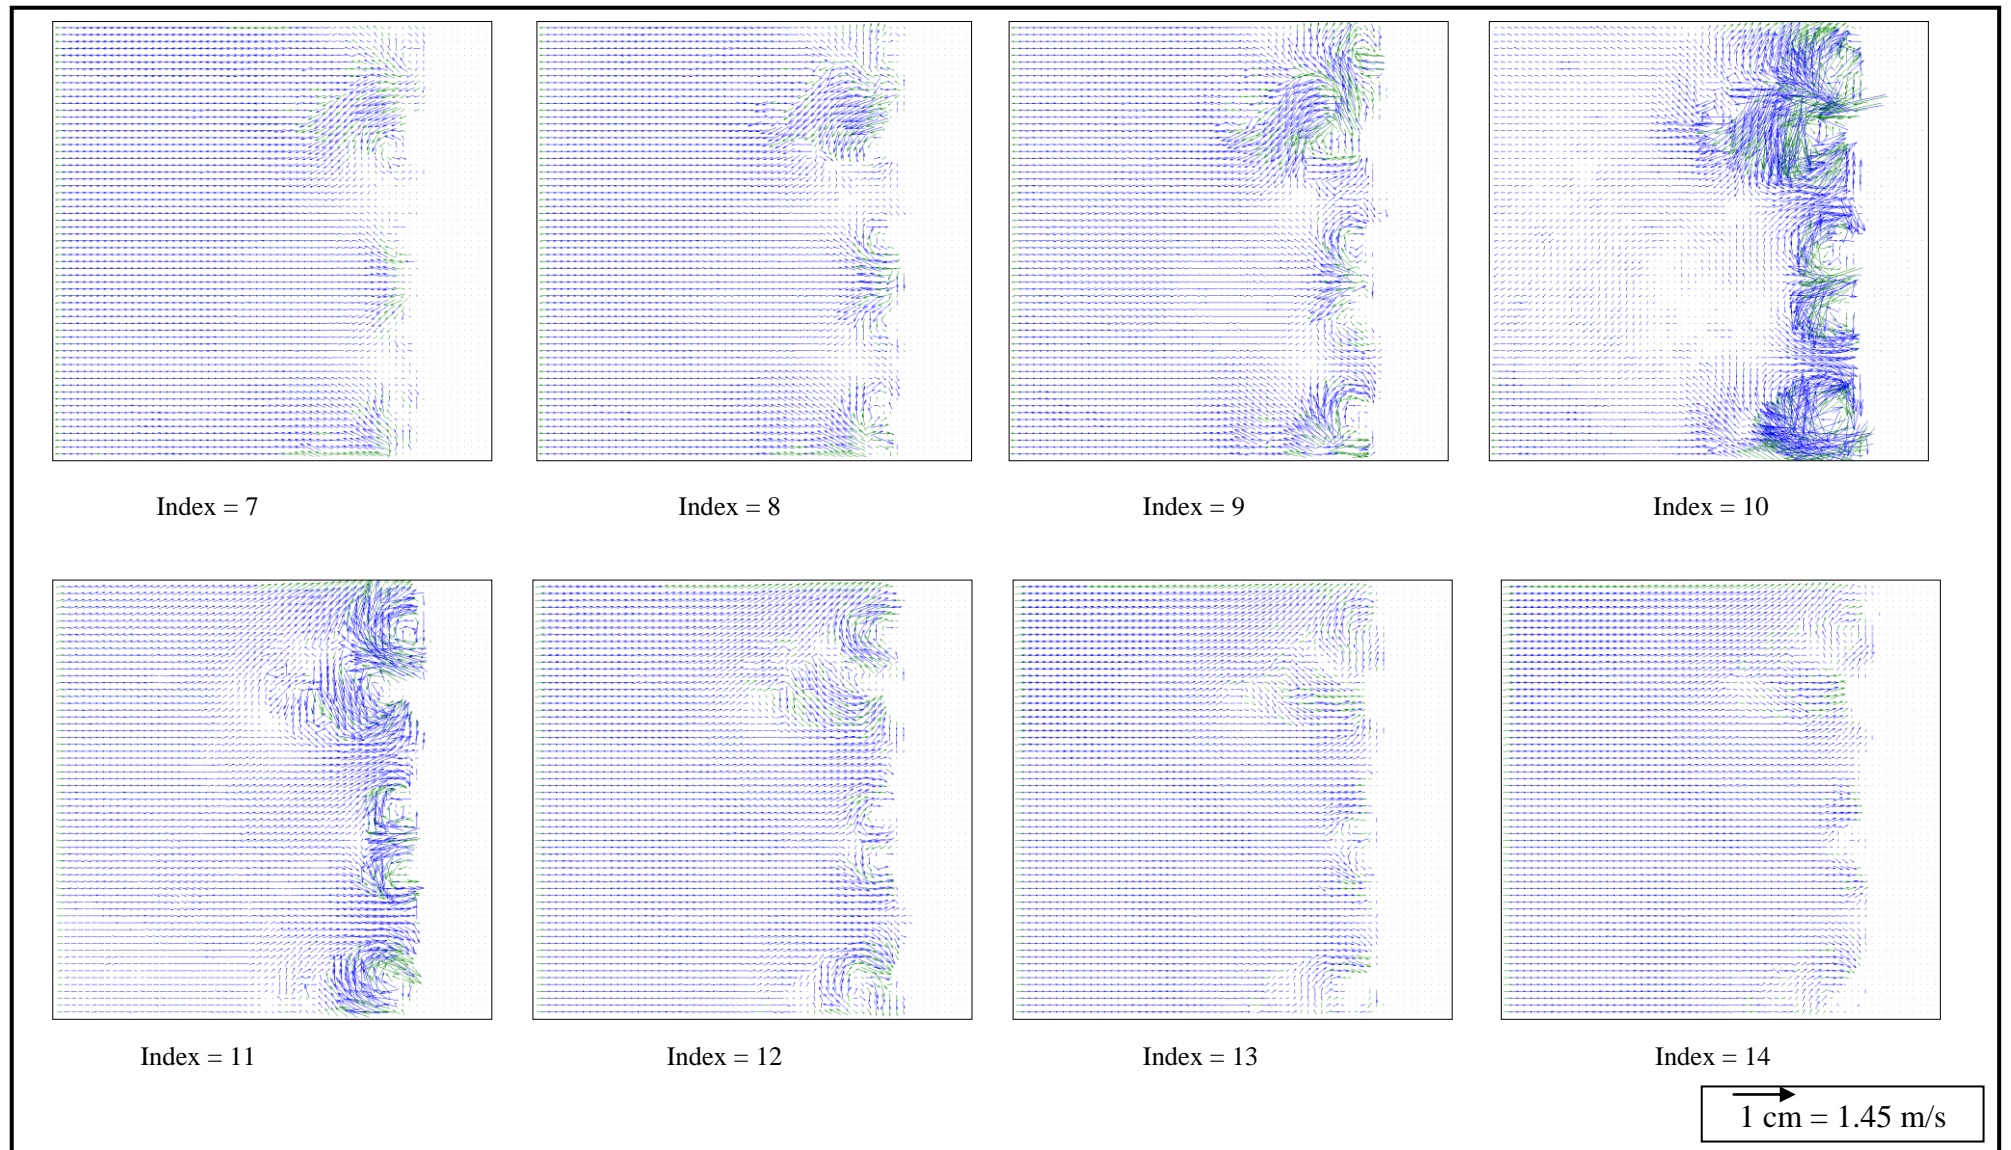 Index = 7
Index = 8
Index = 9
Index = 10
Index = 11
Index = 12
Index = 13
Index = 14
1 cm = 1.45 m/s